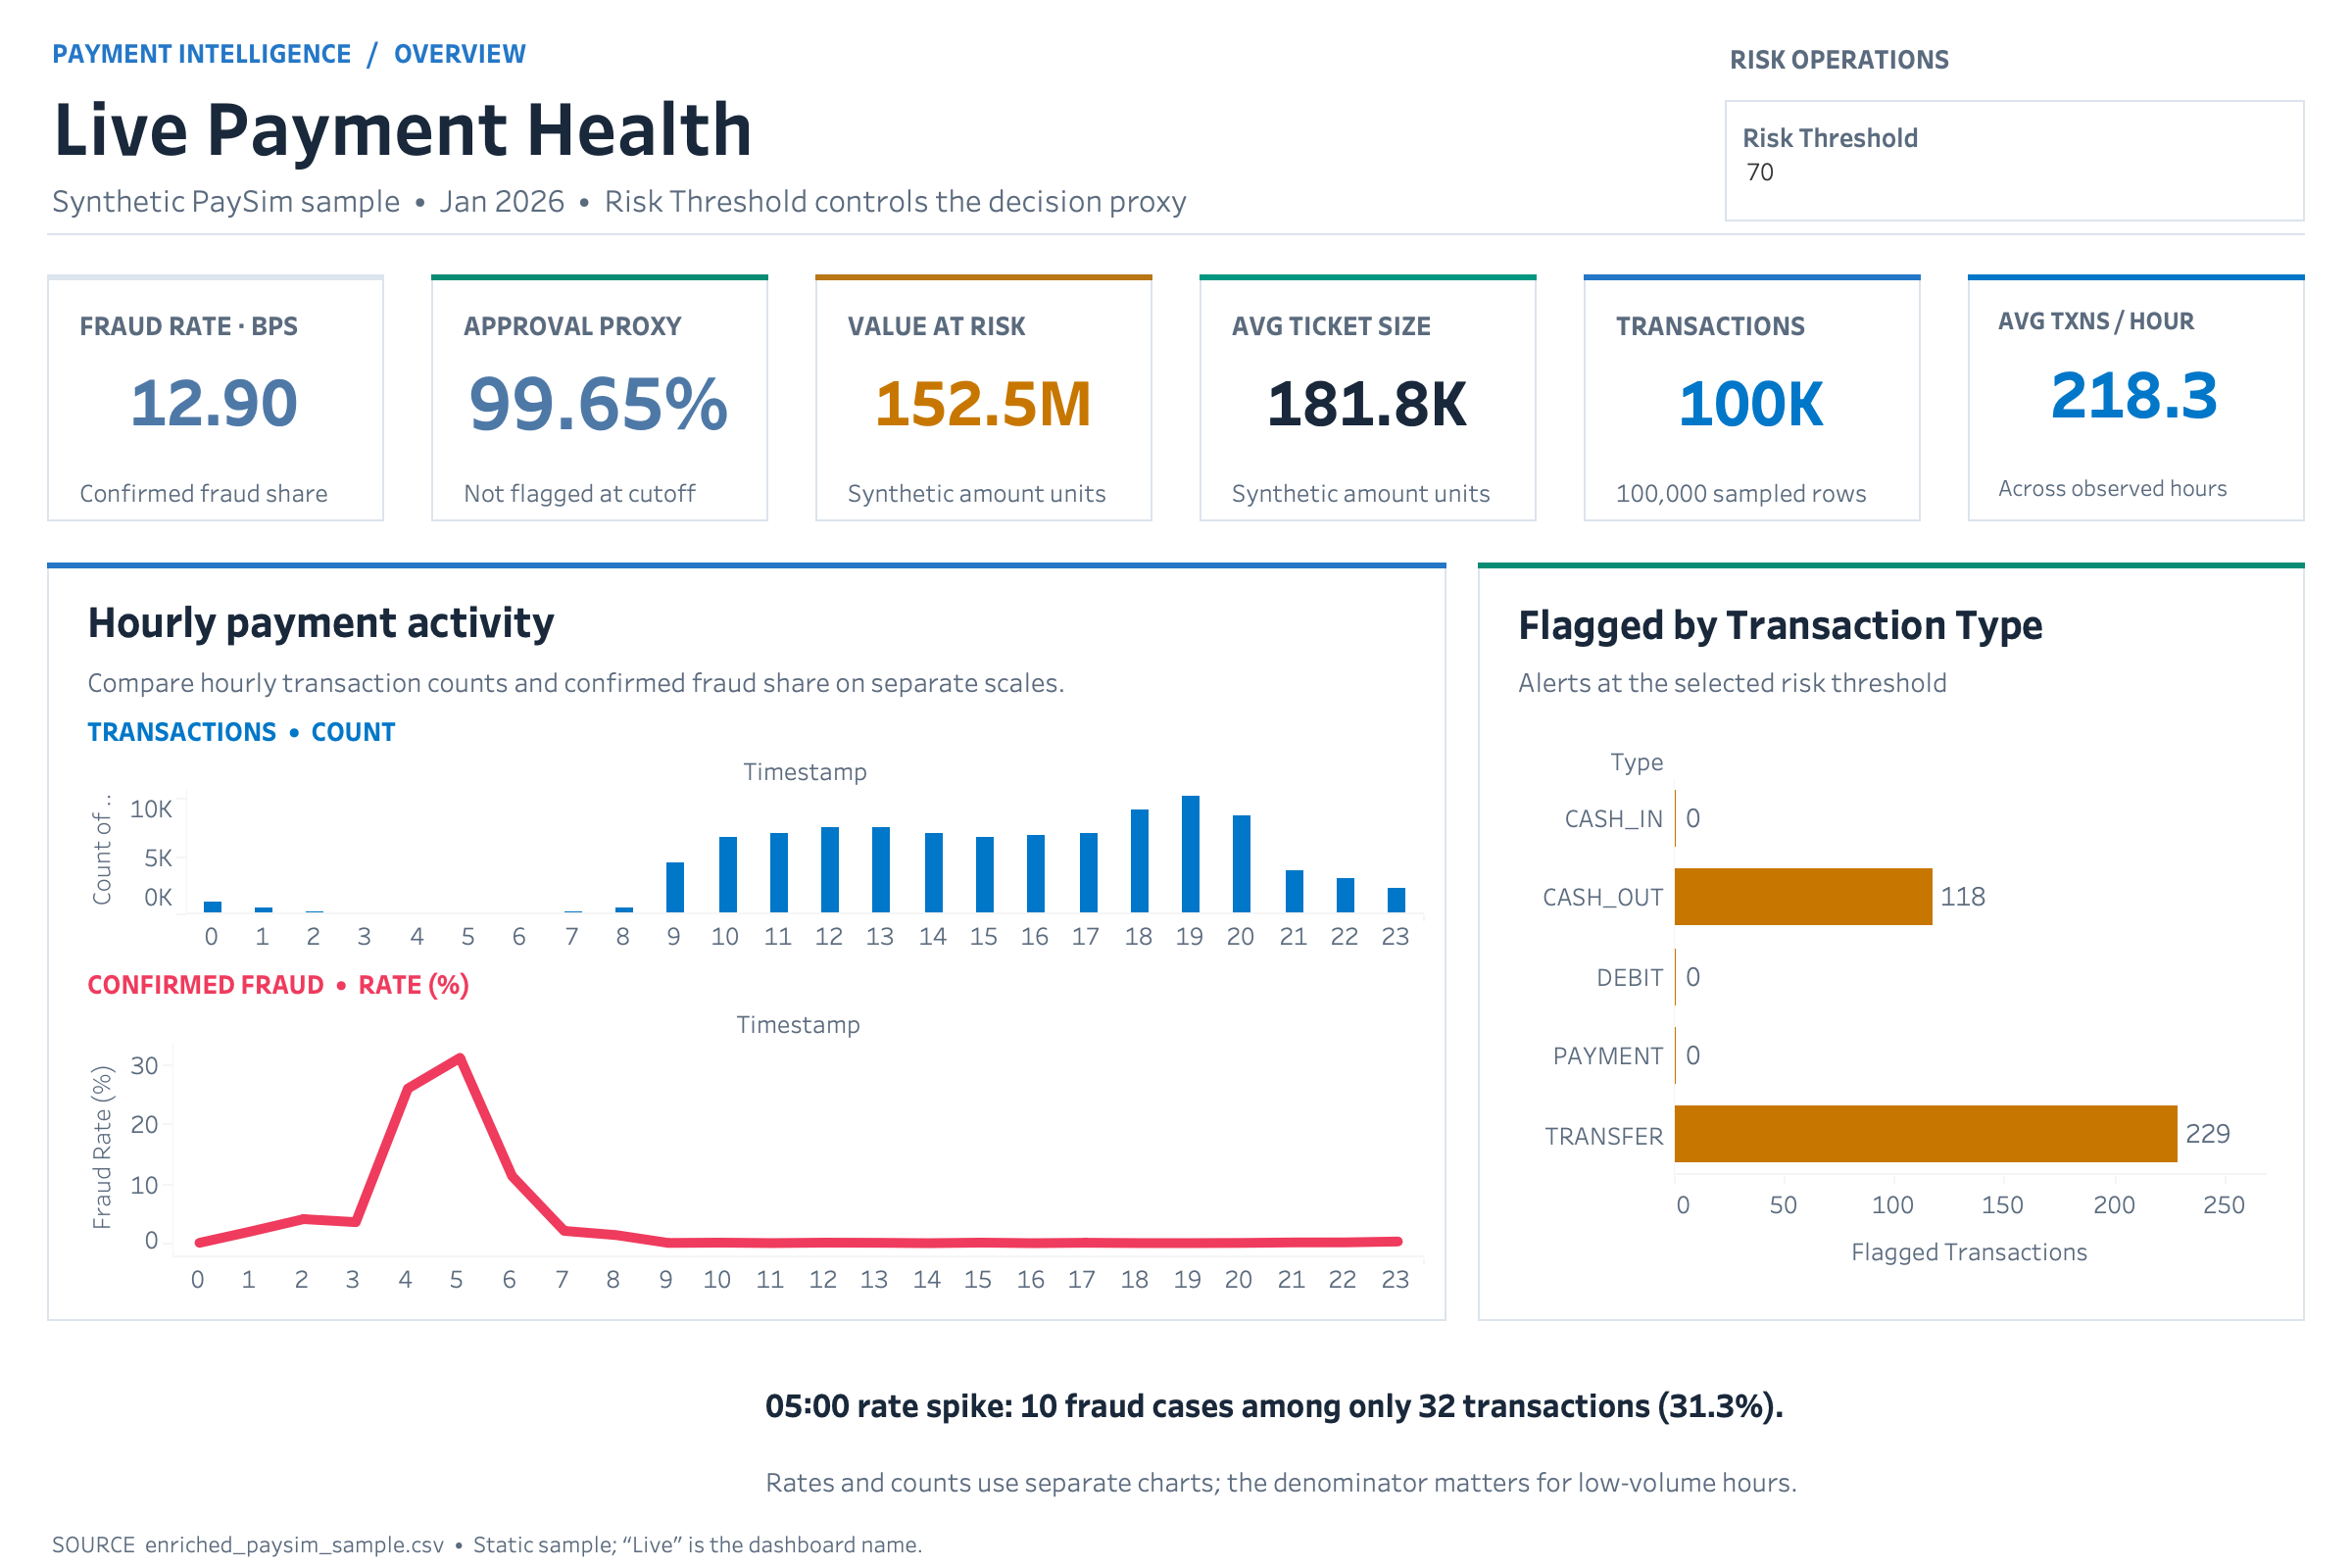 PAYMENT INTELLIGENCE / OVERVIEW
Live Payment Health
Synthetic PaySim sample • Jan 2026 • Risk Threshold controls the decision proxy
RISK OPERATIONS
Risk Threshold
70
FRAUD RATE · BPS
12.90
Confirmed fraud share
APPROVAL PROXY
99.65%
Not flagged at cutoff
VALUE AT RISK
152.5M
Synthetic amount units
AVG TICKET SIZE
181.8K
Synthetic amount units
TRANSACTIONS
100K
100,000 sampled rows
AVG TXNS / HOUR
218.3
Across observed hours
Hourly payment activity
Compare hourly transaction counts and confirmed fraud share on separate scales.
TRANSACTIONS • COUNT
Timestamp
Count of ..
10K
5K
0K
0 1 2 3 4 5 6 7 8 9 10 11 12 13 14 15 16 17 18 19 20 21 22 23
CONFIRMED FRAUD • RATE (%)
Timestamp
Fraud Rate (%)
30
20
10
0
0 1 2 3 4 5 6 7 8 9 10 11 12 13 14 15 16 17 18 19 20 21 22 23
Flagged by Transaction Type
Alerts at the selected risk threshold
Type
CASH_IN 0
CASH_OUT 118
DEBIT 0
PAYMENT 0
TRANSFER 229
0 50 100 150 200 250
Flagged Transactions
05:00 rate spike: 10 fraud cases among only 32 transactions (31.3%).
Rates and counts use separate charts; the denominator matters for low-volume hours.
SOURCE enriched_paysim_sample.csv • Static sample; “Live” is the dashboard name.